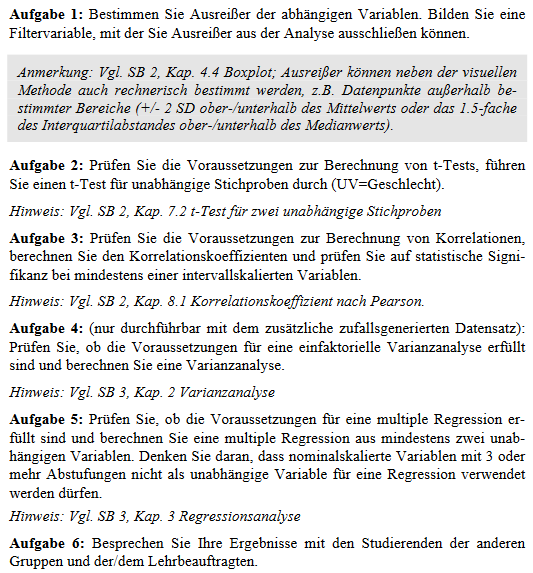 Aufgabe 1: Bestimmen Sie Ausreißer der abhängigen Variablen. Bilden Sie eine
Filtervariable, mit der Sie Ausreißer aus der Analyse ausschließen können.
Anmerkung: Vgl. SB 2, Kap. 4.4 Boxplot; Ausreißer können neben der visuellen
Methode auch rechnerisch bestimmt werden, z.B. Datenpunkte außerhalb be-
stimmter Bereiche (+/- 2 SD ober-/unterhalb des Mittelwerts oder das 1.5-fache
des Interquartilabstandes ober-/unterhalb des Medianwerts).
Aufgabe 2: Prüfen Sie die Voraussetzungen zur Berechnung von t-Tests, führen
Sie einen t-Test für unabhängige Stichproben durch (UV=Geschlecht).
Hinweis: Vgl. SB 2, Kap. 7.2 t-Test für zwei unabhängige Stichproben
Aufgabe 3: Prüfen Sie die Voraussetzungen zur Berechnung von Korrelationen,
berechnen Sie den Korrelationskoeffizienten und prüfen Sie auf statistische Signi-
fikanz bei mindestens einer intervallskalierten Variablen.
Hinweis: Vgl. SB 2, Kap. 8.1 Korrelationskoeffizient nach Pearson.
Aufgabe 4: (nur durchführbar mit dem zusätzliche zufallsgenerierten Datensatz):
Prüfen Sie, ob die Voraussetzungen für eine einfaktorielle Varianzanalyse erfüllt
sind und berechnen Sie eine Varianzanalyse.
Hinweis: Vgl. SB 3, Kap. 2 Varianzanalyse
Aufgabe 5: Prüfen Sie, ob die Voraussetzungen für eine multiple Regression er-
füllt sind und berechnen Sie eine multiple Regression aus mindestens zwei unab-
hängigen Variablen. Denken Sie daran, dass nominalskalierte Variablen mit 3 oder
mehr Abstufungen nicht als unabhängige Variable für eine Regression verwendet
werden dürfen.
Hinweis: Vgl. SB 3, Kap. 3 Regressionsanalyse
Aufgabe 6: Besprechen Sie Ihre Ergebnisse mit den Studierenden der anderen
Gruppen und der/dem Lehrbeauftragten.